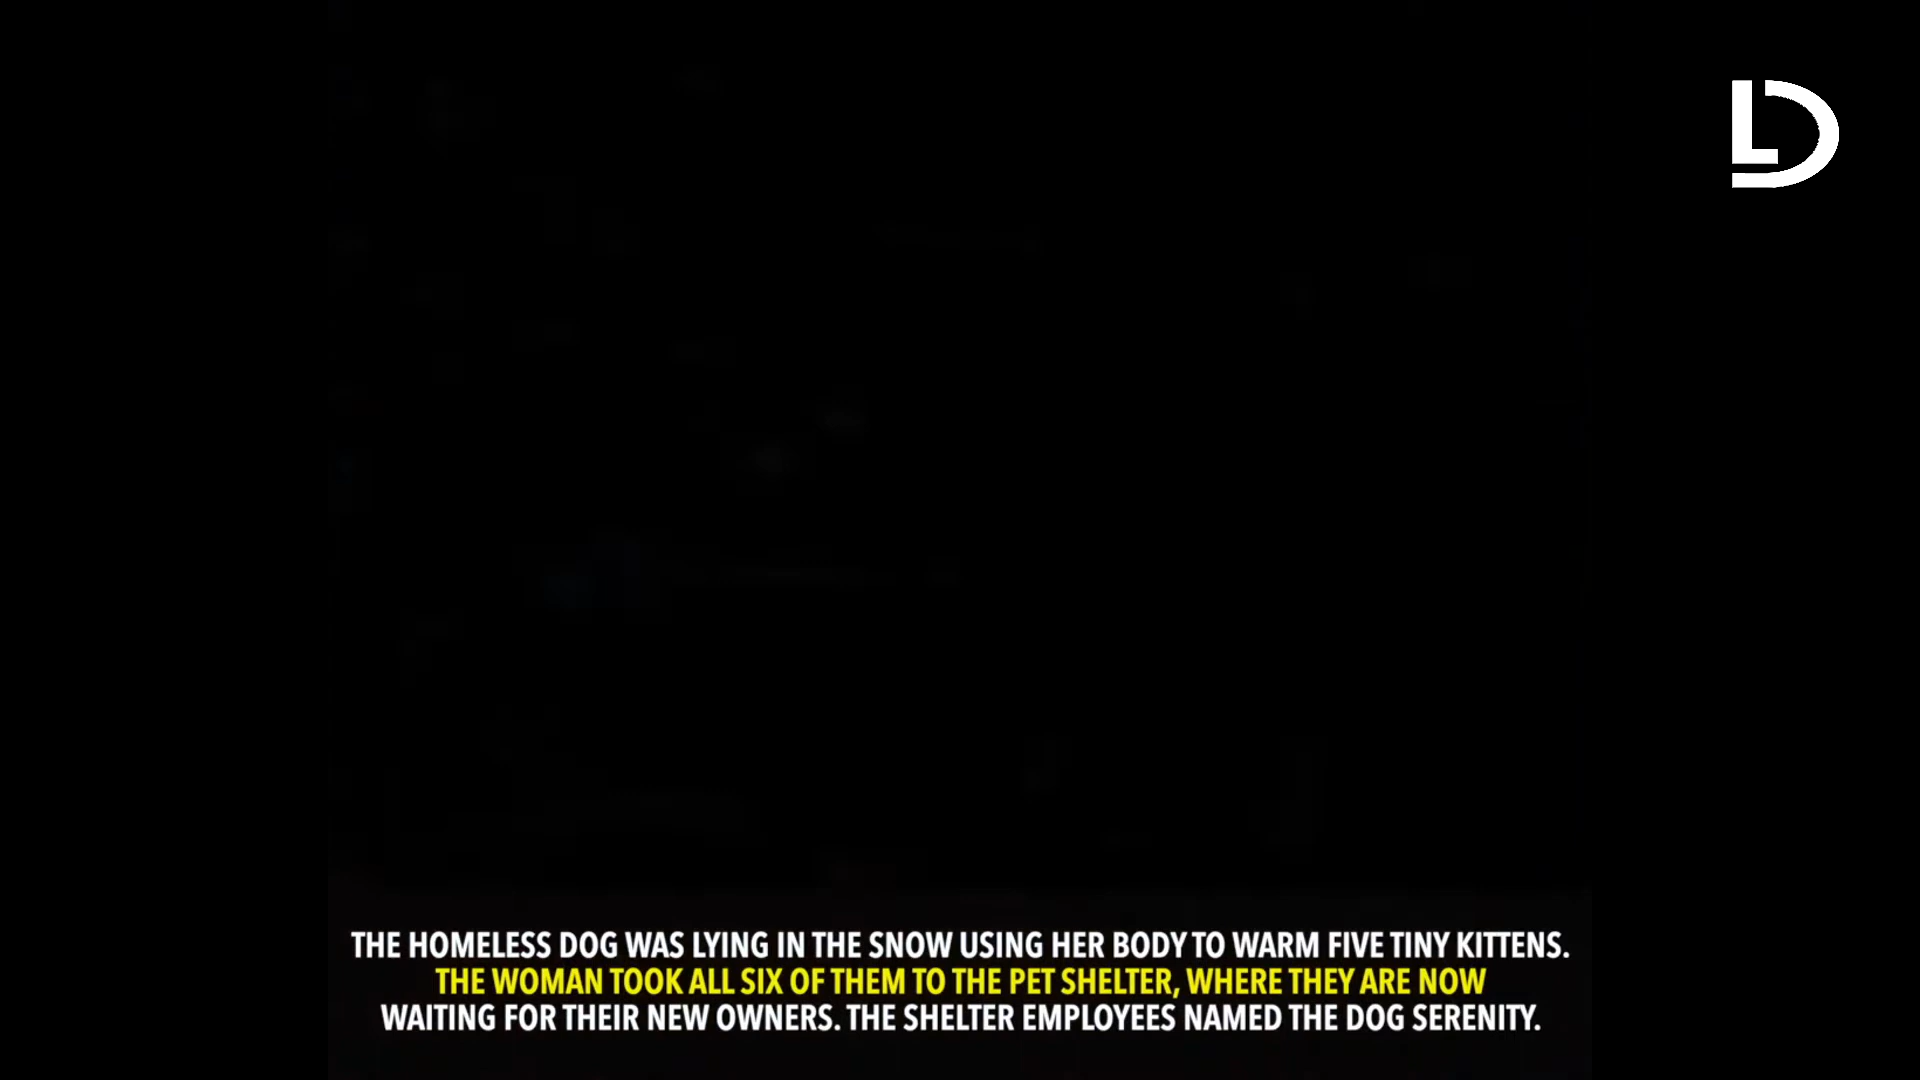 LD
THE HOMELESS DOG WAS LYING IN THE SNOW USING HER BODY TO WARM FIVE TINY KITTENS.
THE WOMAN TOOK ALL SIX OF THEM TO THE PET SHELTER, WHERE THEY ARE NOW
WAITING FOR THEIR NEW OWNERS. THE SHELTER EMPLOYEES NAMED THE DOG SERENITY.